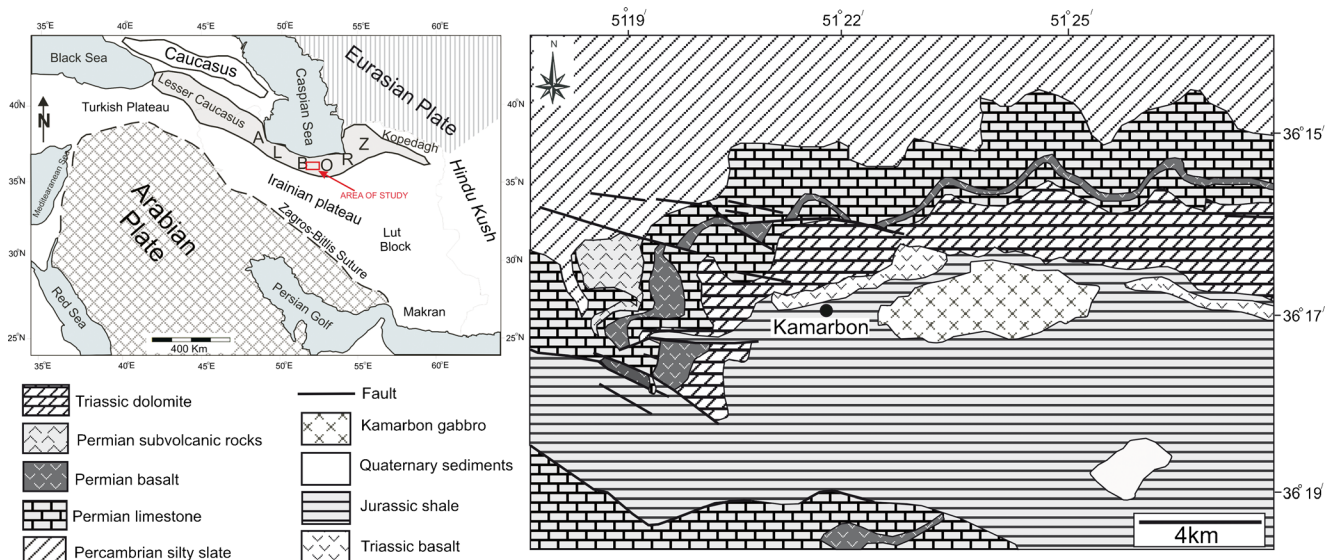 35°E
40°E
45°E
50°E
55°E
60°E
Black Sea
Caucasus
Eurasian Plate
Caspian Sea
Lesser Caucasus
40°N
40°N
N
Turkish Plateau
A L B O R Z
Kopedagh
Hindu Kush
Meditearanean Sea
AREA OF STUDY
35°N
35°N
Irainian plateau
Arabian Plate
Zagros-Bitlis Suture
Lut
Block
30°N
30°N
Red Sea
Persian Golf
Makran
25°N
25°N
400 Km
40°E
45°E
50°E
55°E
60°E
Triassic dolomite
Permian subvolcanic rocks
Permian basalt
Permian limestone
Percambrian silty slate
Fault
Kamarbon gabbro
Quaternary sediments
Jurassic shale
Triassic basalt
5119/
51°22/
51°25/
N
36°15/
36°17/
36°19/
Kamarbon
4km